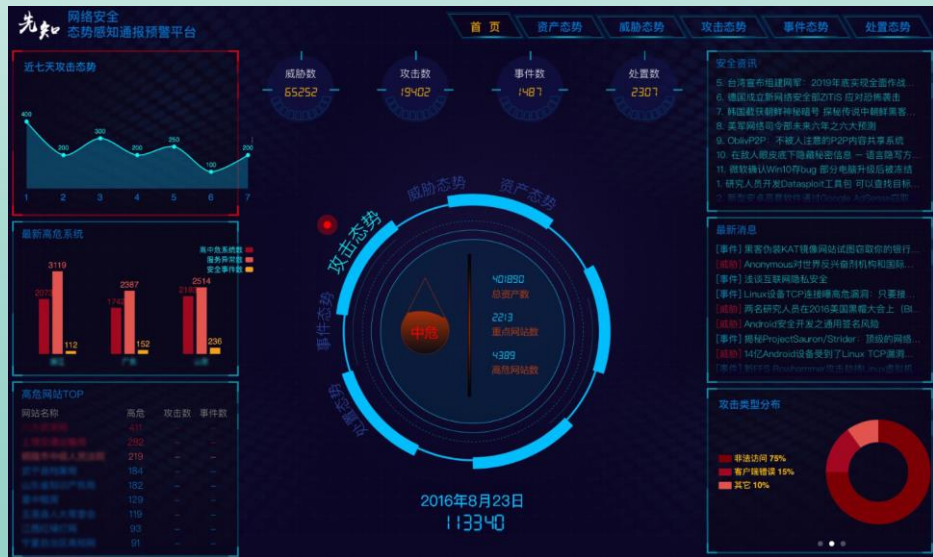 先知
网络安全
态势感知通报预警平台
首 页
资产态势
威胁态势
攻击态势
事件态势
处置态势
近七天攻击态势
400
200
300
200
250
100
200
1 2 3 4 5 6 7
威胁数
65252
攻击数
19402
事件数
1487
处置数
2307
安全资讯
5. 台湾宣布组建网军：2019年底实现全面作战...
6. 德国成立新网络安全部ZITiS 应对恐怖袭击
7. 韩国截获朝鲜神秘暗号 探秘传说中朝鲜黑客...
8. 美军网络司令部未来六年之六大预测
9. OblivP2P：不被人注意的P2P内容共享系统
10. 在敌人眼皮底下隐藏秘密信息 — 语言隐写方...
11. 微软确认Win10存bug 部分电脑升级后被冻结
1. 研究人员开发Datasploit工具包 可以查找目标...
最新高危系统
高中危系统数
服务异常数
安全事件数
2073
3119
112
1742
2387
152
2193
2514
236
威胁态势
资产态势
攻击态势
事件态势
处置态势
中危
401890
总资产数
2213
重点网站数
4389
高危网站数
最新消息
[事件] 黑客伪装KAT镜像网站试图窃取你的银行...
[威胁] Anonymous对世界反兴奋剂机构和国际...
[事件] 浅谈互联网隐私安全
[事件] Linux设备TCP连接曝高危漏洞：只要接...
[威胁] 两名研究人员在2016美国黑帽大会上（Bl...
[威胁] Android安全开发之通用签名风险
[事件] 揭秘ProjectSauron/Strider：顶级的网络...
[威胁] 14亿Android设备受到了Linux TCP漏洞...
高危网站TOP
网站名称 高危 攻击数 事件数
411 – –
292 – –
219 – –
184 – –
182 – –
129 – –
119 – –
93 – –
91 – –
攻击类型分布
非法访问 75%
客户端错误 15%
其它 10%
2016年8月23日
113340